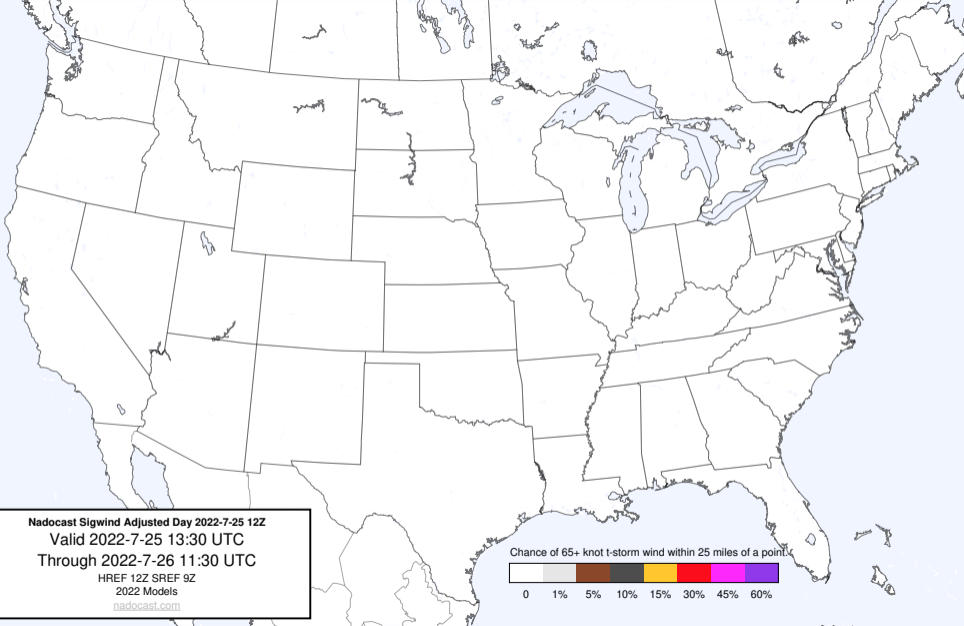 Nadocast Sigwind Adjusted Day 2022-7-25 12Z
Valid 2022-7-25 13:30 UTC
Through 2022-7-26 11:30 UTC
HREF 12Z SREF 9Z
2022 Models
nadocast.com
Chance of 65+ knot t-storm wind within 25 miles of a point.
0 1% 5% 10% 15% 30% 45% 60%